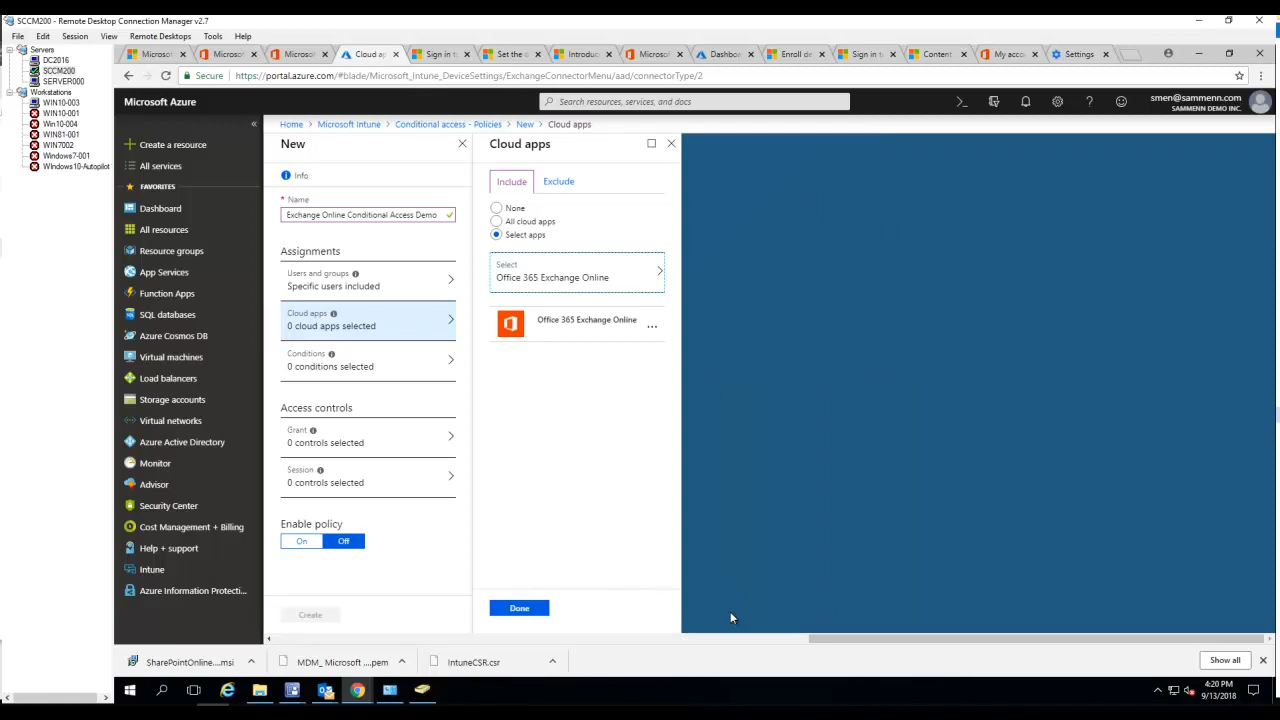 SCCM200 - Remote Desktop Connection Manager v2.7
File Edit Session View Remote Desktops Tools Help
Servers
DC2016
SCCM200
SERVER000
Workstations
WIN10-003
WIN10-001
Win10-004
WIN81-001
WIN7002
Windows7-001
WIndows10-Autopilot
Microsoft
Microsoft
Microsoft
Cloud ap
Sign in to
Set the d
Introduc
Microsoft
Dashboa
Enroll de
Sign in to
Content
My acco
Settings
Secure https://portal.azure.com/#blade/Microsoft_Intune_DeviceSettings/ExchangeConnectorMenu/aad/connectorType/2
Microsoft Azure
Search resources, services, and docs
smen@sammenn.com
SAMMENN DEMO INC.
Create a resource
All services
FAVORITES
Dashboard
All resources
Resource groups
App Services
Function Apps
SQL databases
Azure Cosmos DB
Virtual machines
Load balancers
Storage accounts
Virtual networks
Azure Active Directory
Monitor
Advisor
Security Center
Cost Management + Billing
Help + support
Intune
Azure Information Protecti...
Home > Microsoft Intune > Conditional access - Policies > New > Cloud apps
New
Info
* Name
Exchange Online Conditional Access Demo
Assignments
Users and groups
Specific users included
Cloud apps
0 cloud apps selected
Conditions
0 conditions selected
Access controls
Grant
0 controls selected
Session
0 controls selected
Enable policy
On Off
Create
Cloud apps
Include Exclude
None
All cloud apps
Select apps
Select
Office 365 Exchange Online
Office 365 Exchange Online
...
Done
SharePointOnline....msi
MDM_ Microsoft ....pem
IntuneCSR.csr
Show all
4:20 PM
9/13/2018